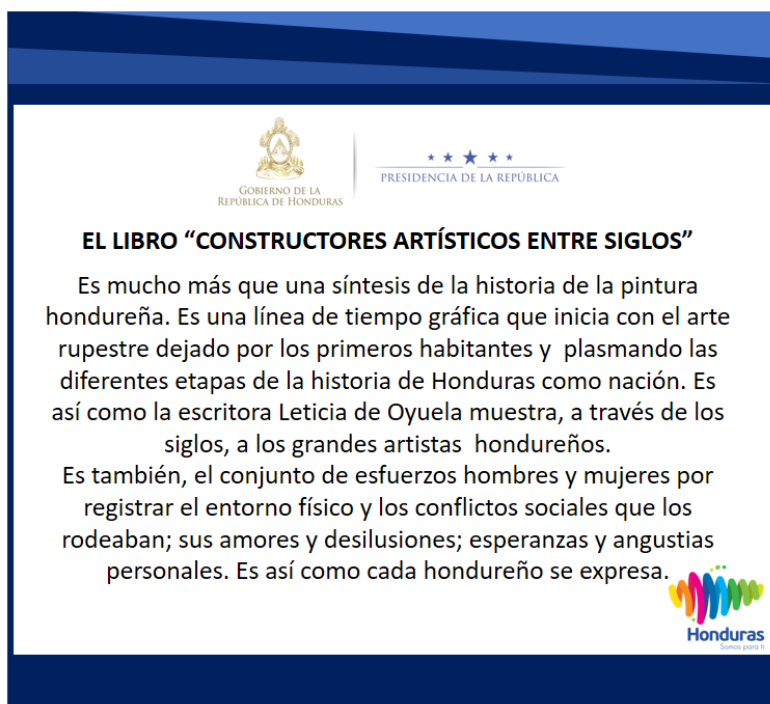 GOBIERNO DE LA
REPÚBLICA DE HONDURAS
PRESIDENCIA DE LA REPÚBLICA
EL LIBRO “CONSTRUCTORES ARTÍSTICOS ENTRE SIGLOS”
Es mucho más que una síntesis de la historia de la pintura
hondureña. Es una línea de tiempo gráfica que inicia con el arte
rupestre dejado por los primeros habitantes y  plasmando las
diferentes etapas de la historia de Honduras como nación. Es
así como la escritora Leticia de Oyuela muestra, a través de los
siglos, a los grandes artistas  hondureños.
Es también, el conjunto de esfuerzos hombres y mujeres por
registrar el entorno físico y los conflictos sociales que los
rodeaban; sus amores y desilusiones; esperanzas y angustias
personales. Es así como cada hondureño se expresa.
Honduras
Somos para ti